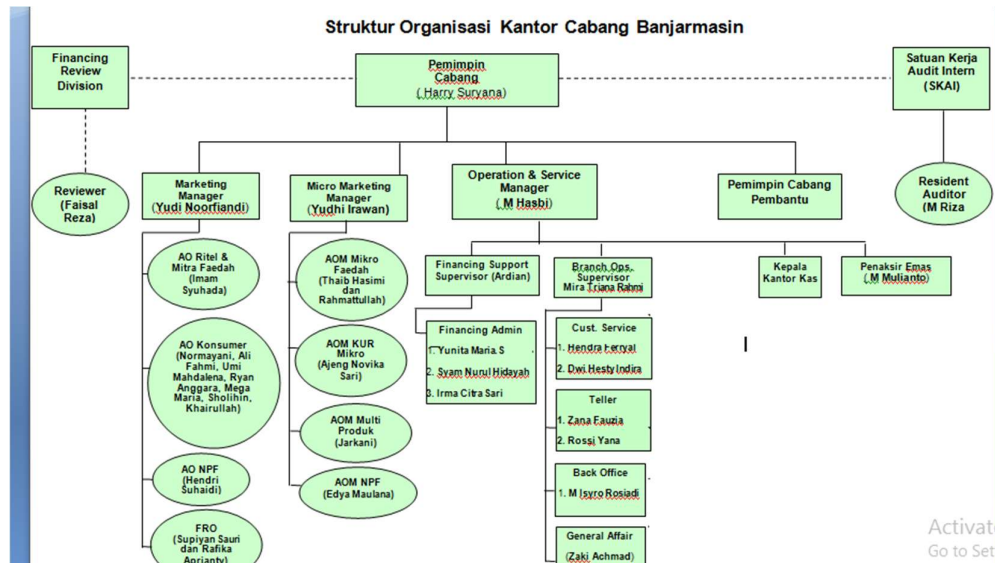 Struktur Organisasi Kantor Cabang Banjarmasin
Financing
Review
Division
Pemimpin
Cabang
( Harry Suryana)
Satuan Kerja
Audit Intern
(SKAI)
Reviewer
(Faisal
Reza)
Marketing
Manager
(Yudi Noorfiandi)
Micro Marketing
Manager
(Yudhi Irawan)
Operation & Service
Manager
( M Hasbi)
Pemimpin Cabang
Pembantu
Resident
Auditor
(M Riza
AO Ritel &
Mitra Faedah
(Imam
Syuhada)
AOM Mikro
Faedah
(Thaib Hasimi
dan
Rahmattullah)
Financing Support
Supervisor (Ardian)
Branch Ops.
Supervisor
Mira Triana Rahmi
Kepala
Kantor Kas
Penaksir Emas
( M Mulianto)
AO Konsumer
(Normayani, Ali
Fahmi, Umi
Mahdalena, Ryan
Anggara, Mega
Maria, Sholihin,
Khairullah)
AOM KUR
Mikro
(Ajeng Novika
Sari)
Financing Admin
1. Yunita Maria.S
2. Syam Nurul Hidayah
3. Irma Citra Sari
Cust. Service
1. Hendra Ferryal
2. Dwi Hesty Indira
AOM Multi
Produk
(Jarkani)
Teller
1. Zana Fauzia
2. Rossi Yana
AO NPF
(Hendri
Suhaidi)
AOM NPF
(Edya Maulana)
Back Office
1. M Isyro Rosiadi
FRO
(Supiyan Sauri
dan Rafika
Aprianty)
General Affair
(Zaki Achmad)
Activate
Go to Set